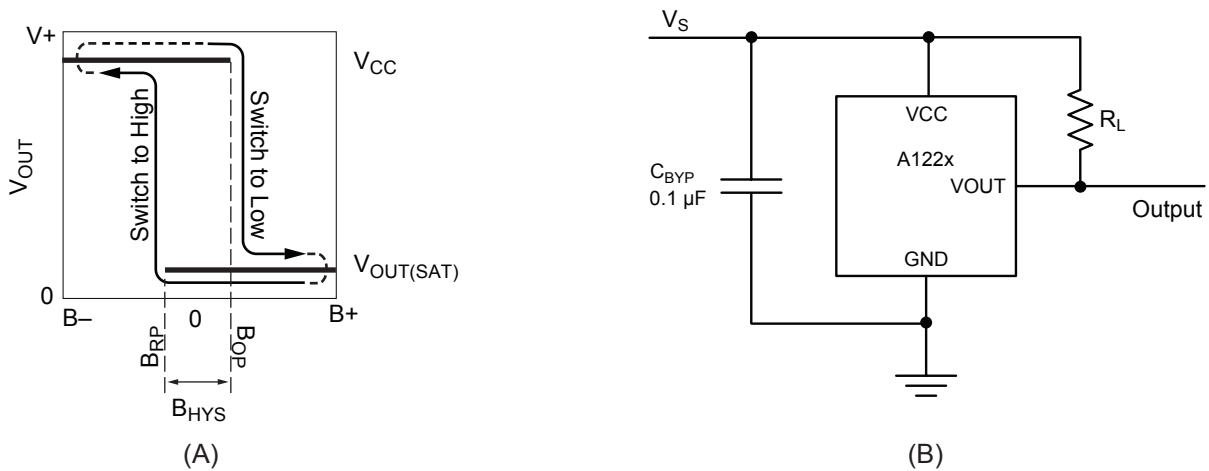 V+
VCC
VOUT
Switch to High
Switch to Low
VOUT(SAT)
0
B–
0
B+
BRP
BOP
BHYS
(A)
VS
VCC
A122x
VOUT
GND
CBYP
0.1 µF
RL
Output
(B)